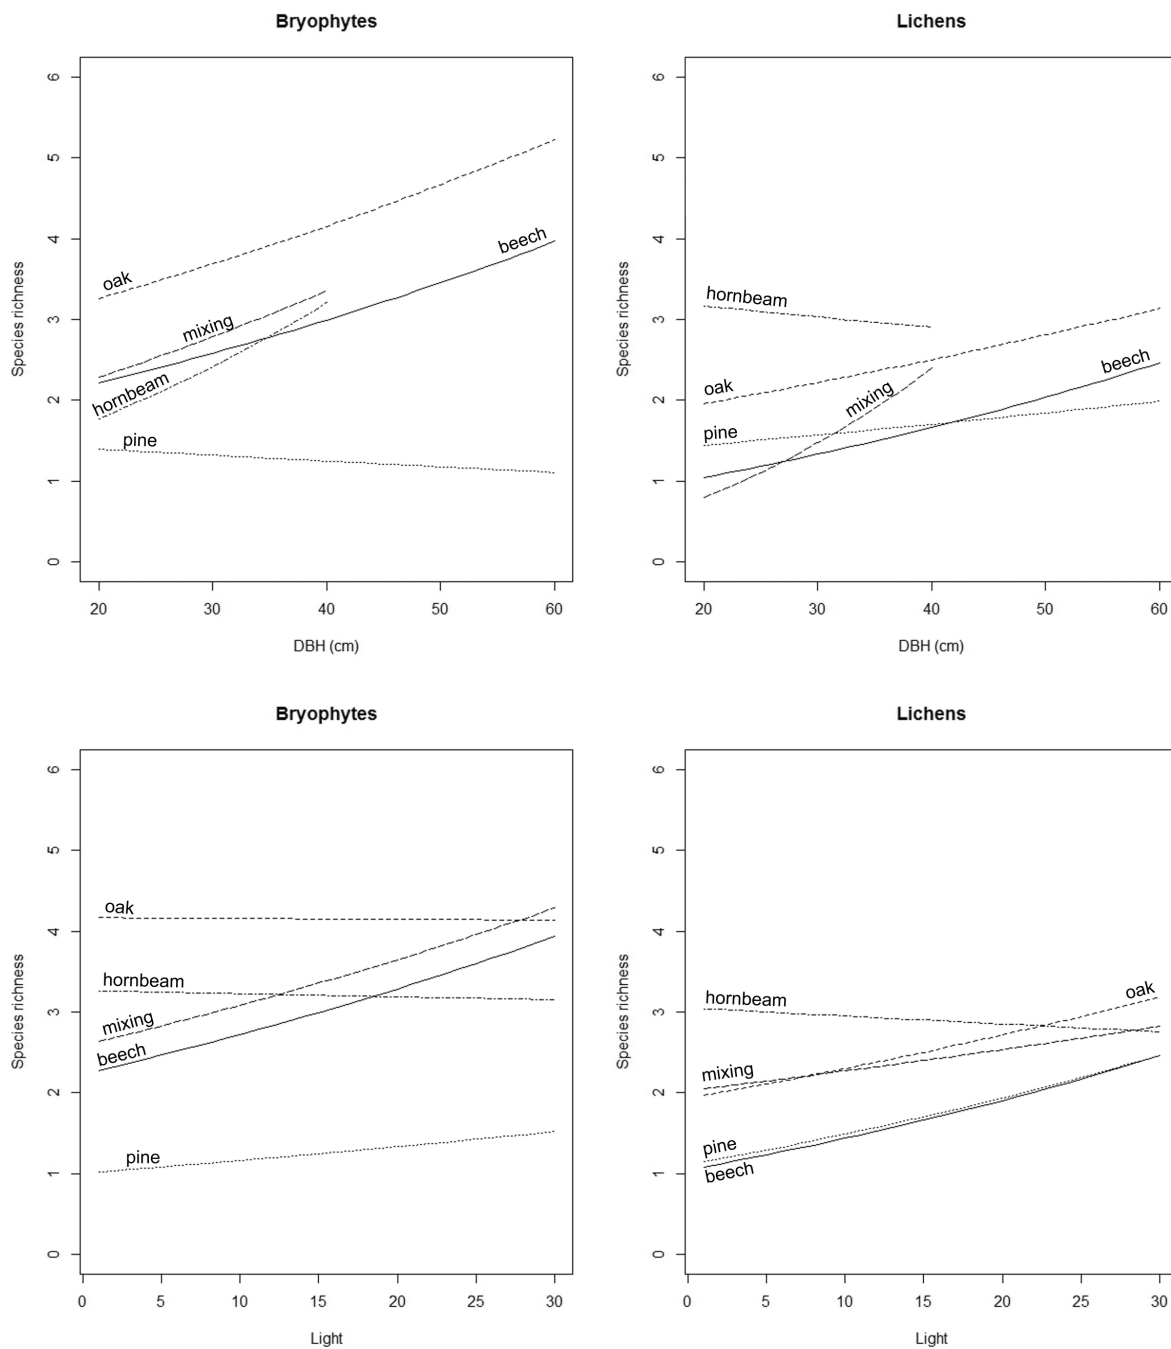 Bryophytes
Species richness
6
5
4
3
2
1
0
oak
mixing
hornbeam
pine
beech
20 30 40 50 60
DBH (cm)
Lichens
Species richness
6
5
4
3
2
1
0
hornbeam
oak
mixing
pine
beech
20 30 40 50 60
DBH (cm)
Bryophytes
Species richness
6
5
4
3
2
1
0
oak
hornbeam
mixing
beech
pine
0 5 10 15 20 25 30
Light
Lichens
Species richness
6
5
4
3
2
1
0
hornbeam
oak
mixing
pine
beech
0 5 10 15 20 25 30
Light